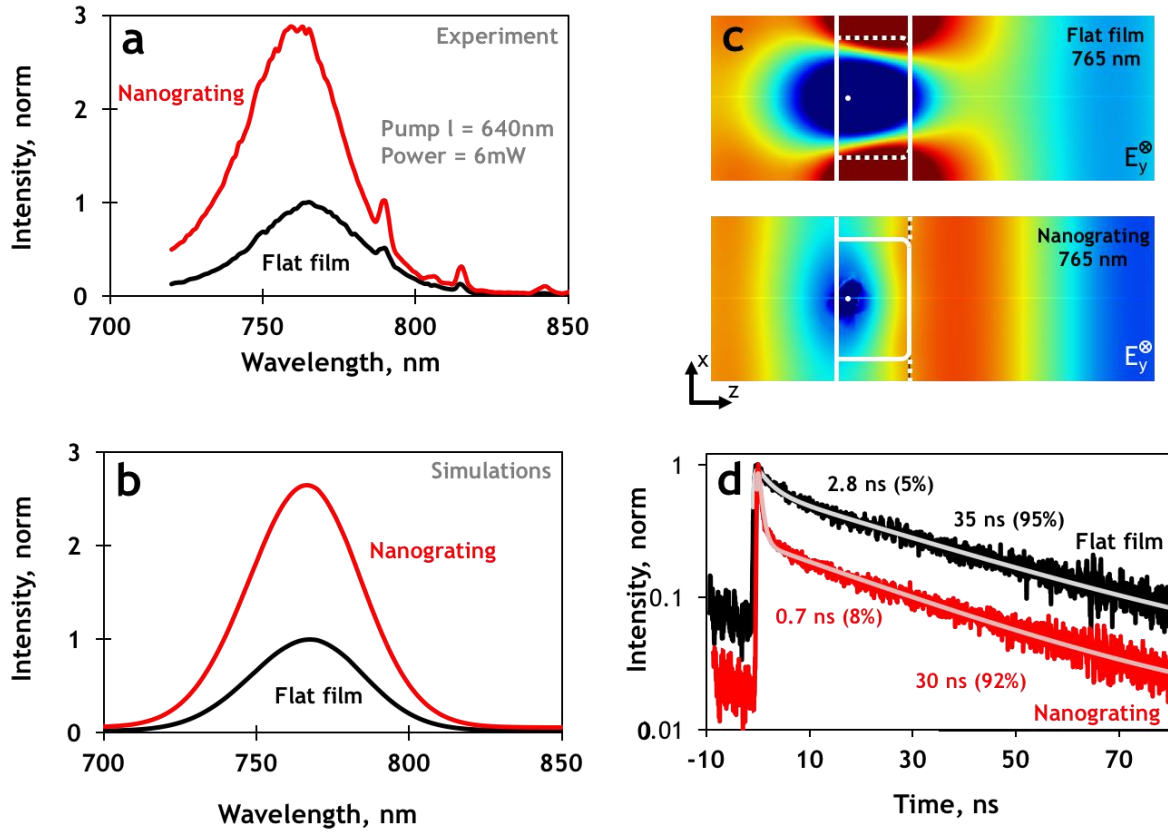 a
Experiment
Nanograting
Pump l = 640nm
Power = 6mW
Flat film
Intensity, norm
3
2
1
0
700
750
800
850
Wavelength, nm
b
Simulations
Nanograting
Flat film
Intensity, norm
3
2
1
0
700
750
800
850
Wavelength, nm
c
Flat film
765 nm
Ey⊗
Nanograting
765 nm
Ey⊗
x
z
d
2.8 ns (5%)
35 ns (95%)
Flat film
0.7 ns (8%)
30 ns (92%)
Nanograting
Intensity, norm
1
0.1
0.01
-10
10
30
50
70
Time, ns